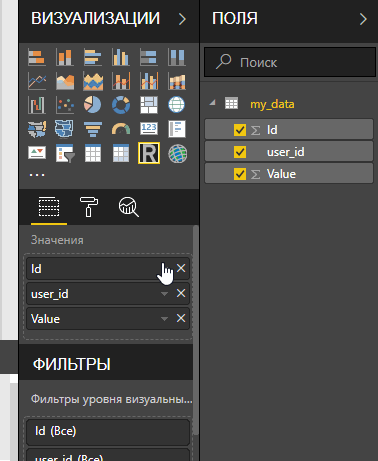 ВИЗУАЛИЗАЦИИ
123
R
...
Значения
Id
user_id
Value
ФИЛЬТРЫ
Фильтры уровня визуальны...
Id (Все)
user_id (Все)
ПОЛЯ
Поиск
my_data
Σ Id
user_id
Σ Value